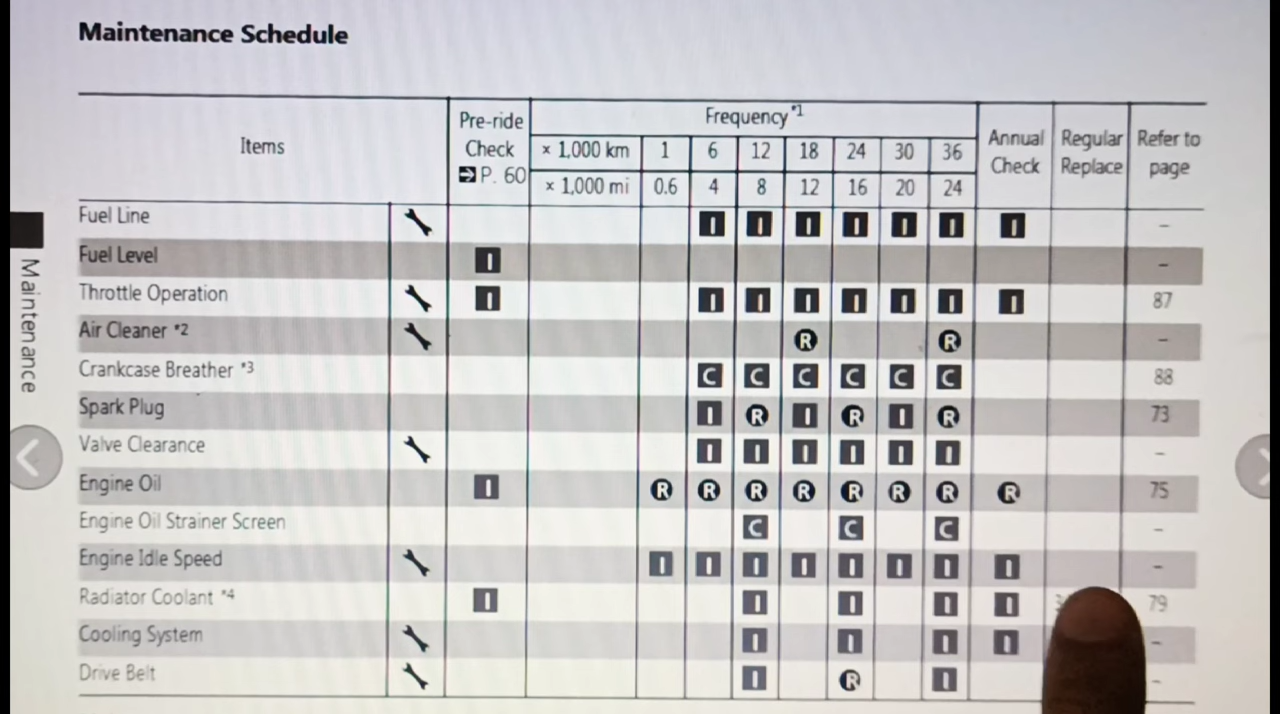 Maintenance Schedule
Items Pre-ride Check P. 60 Frequency *1 Annual Check Regular Replace Refer to page
× 1,000 km 1 6 12 18 24 30 36
× 1,000 mi 0.6 4 8 12 16 20 24
Fuel Line I I I I I I I –
Fuel Level I –
Throttle Operation I I I I I I I I 87
Air Cleaner *2 R R –
Crankcase Breather *3 C C C C C C 88
Spark Plug I R I R I R 73
Valve Clearance I I I I I I –
Engine Oil I R R R R R R R R 75
Engine Oil Strainer Screen C C C –
Engine Idle Speed I I I I I I I I –
Radiator Coolant *4 I I I I I 79
Cooling System I I I I –
Drive Belt I R I –
Maintenance